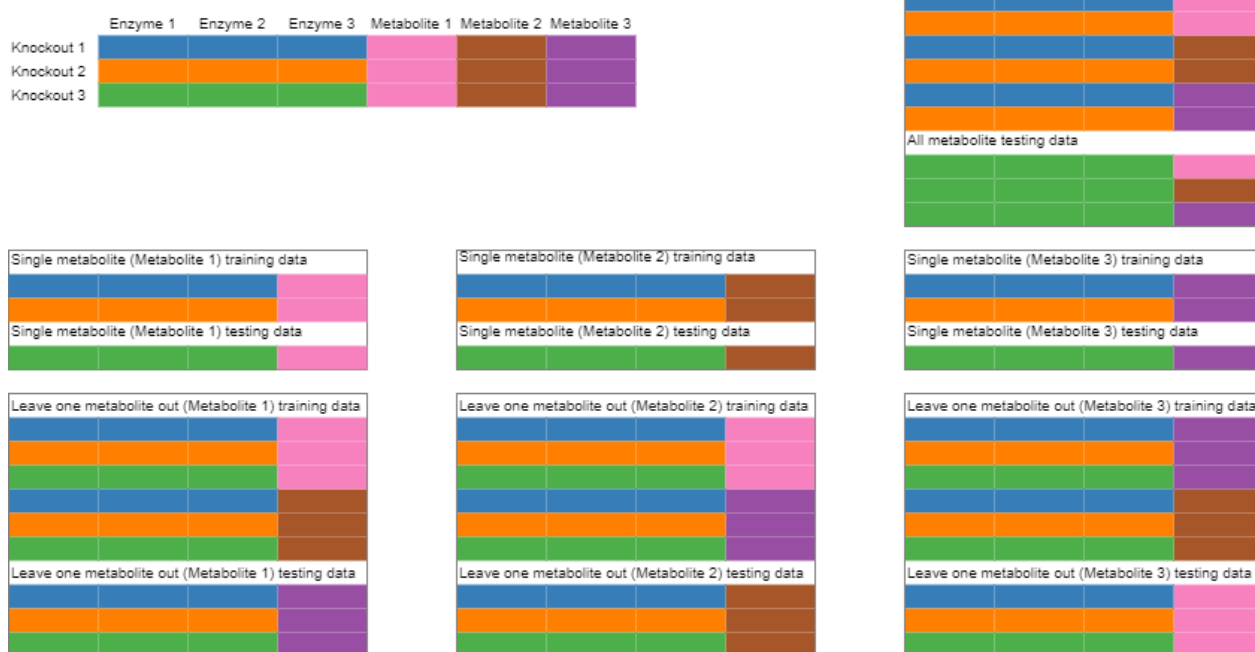 Enzyme 1 Enzyme 2 Enzyme 3 Metabolite 1 Metabolite 2 Metabolite 3
Knockout 1
Knockout 2
Knockout 3
All metabolite testing data
Single metabolite (Metabolite 1) training data
Single metabolite (Metabolite 1) testing data
Single metabolite (Metabolite 2) training data
Single metabolite (Metabolite 2) testing data
Single metabolite (Metabolite 3) training data
Single metabolite (Metabolite 3) testing data
Leave one metabolite out (Metabolite 1) training data
Leave one metabolite out (Metabolite 1) testing data
Leave one metabolite out (Metabolite 2) training data
Leave one metabolite out (Metabolite 2) testing data
Leave one metabolite out (Metabolite 3) training data
Leave one metabolite out (Metabolite 3) testing data